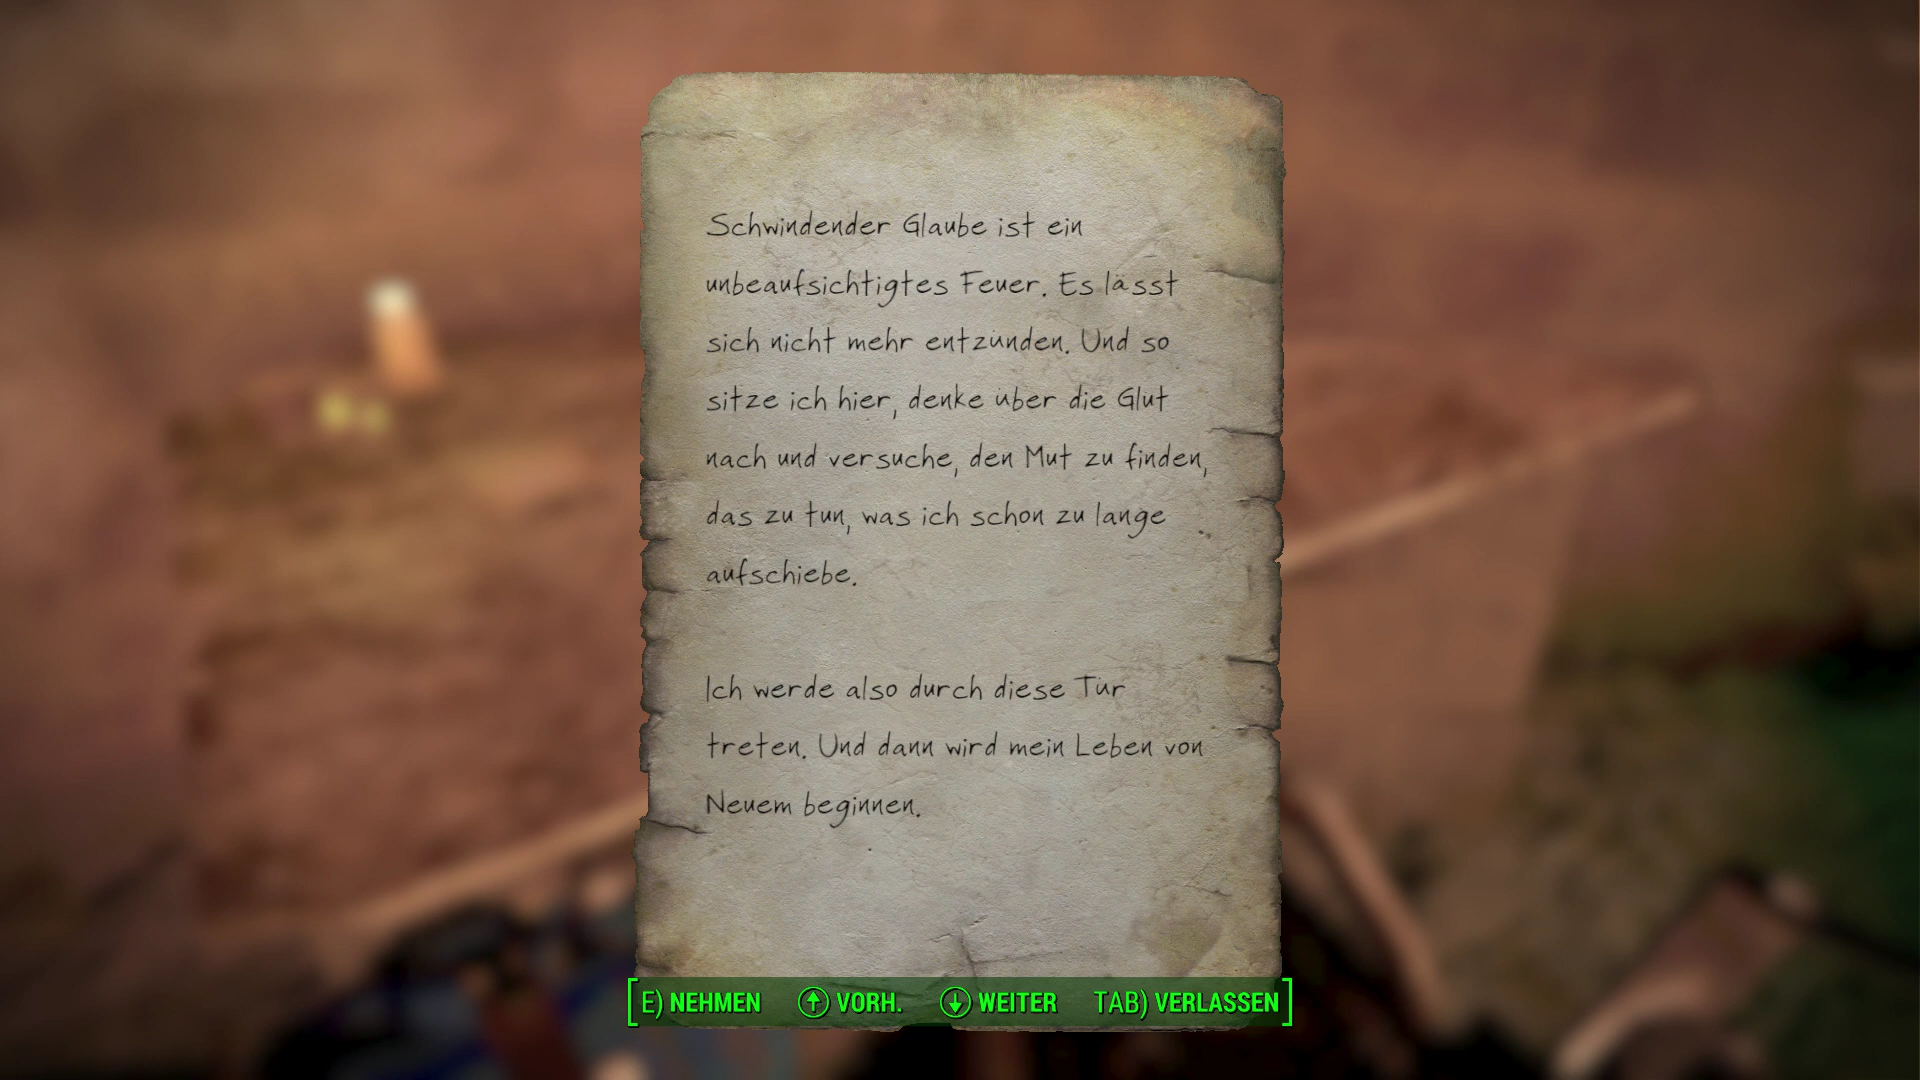 Schwindender Glaube ist ein
unbeaufsichtigtes Feuer. Es lässt
sich nicht mehr entzünden. Und so
sitze ich hier, denke über die Glut
nach und versuche, den Mut zu finden,
das zu tun, was ich schon zu lange
aufschiebe.
Ich werde also durch diese Tür
treten. Und dann wird mein Leben von
Neuem beginnen.
E) NEHMEN VORH. WEITER TAB) VERLASSEN